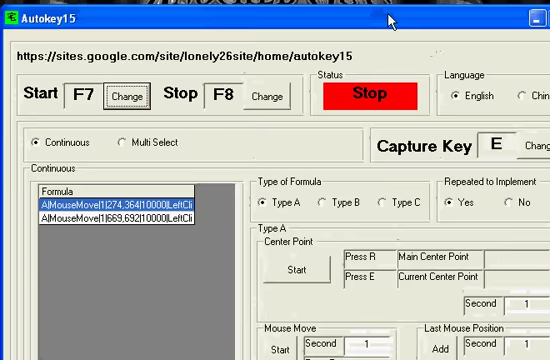 Autokey15
https://sites.google.com/site/lonely26site/home/autokey15
Start F7 Change Stop F8 Change
Status
Stop
Language
English Chin
Continuous Multi Select
Capture Key E Chang
Continuous
Formula
A|MouseMove|1|274,364|10000|LeftCli
A|MouseMove|1|669,692|10000|LeftCli
Type of Formula
Type A Type B Type C
Repeated to Implement
Yes No
Type A
Center Point
Start
Press R Main Center Point
Press E Current Center Point
Second 1
Mouse Move
Start Second 1
Last Mouse Position
Add Second 1